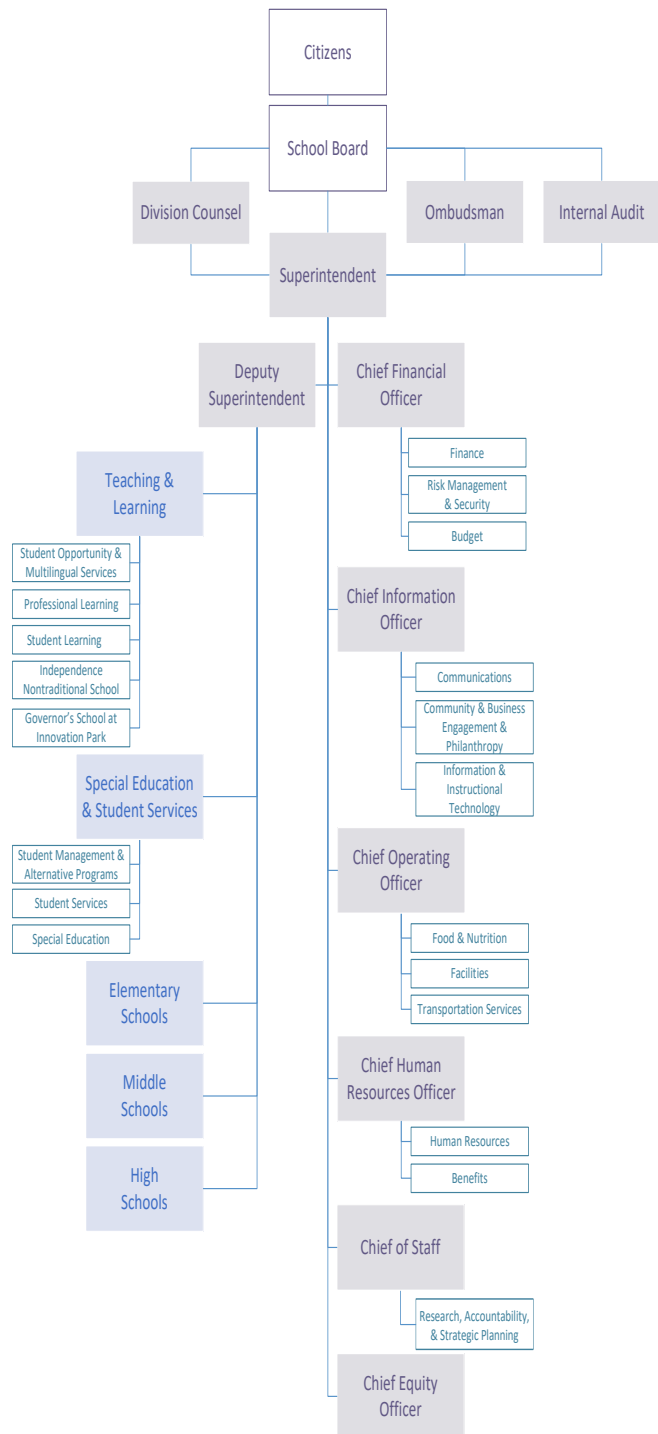 Citizens
School Board
Division Counsel
Ombudsman
Internal Audit
Superintendent
Deputy
Superintendent
Chief Financial
Officer
Finance
Risk Management
& Security
Budget
Teaching &
Learning
Student Opportunity &
Multilingual Services
Professional Learning
Student Learning
Independence
Nontraditional School
Governor's School at
Innovation Park
Chief Information
Officer
Communications
Community & Business
Engagement &
Philanthropy
Information &
Instructional
Technology
Special Education
& Student Services
Student Management &
Alternative Programs
Student Services
Special Education
Chief Operating
Officer
Food & Nutrition
Facilities
Transportation Services
Elementary
Schools
Middle
Schools
High
Schools
Chief Human
Resources Officer
Human Resources
Benefits
Chief of Staff
Research, Accountability,
& Strategic Planning
Chief Equity
Officer